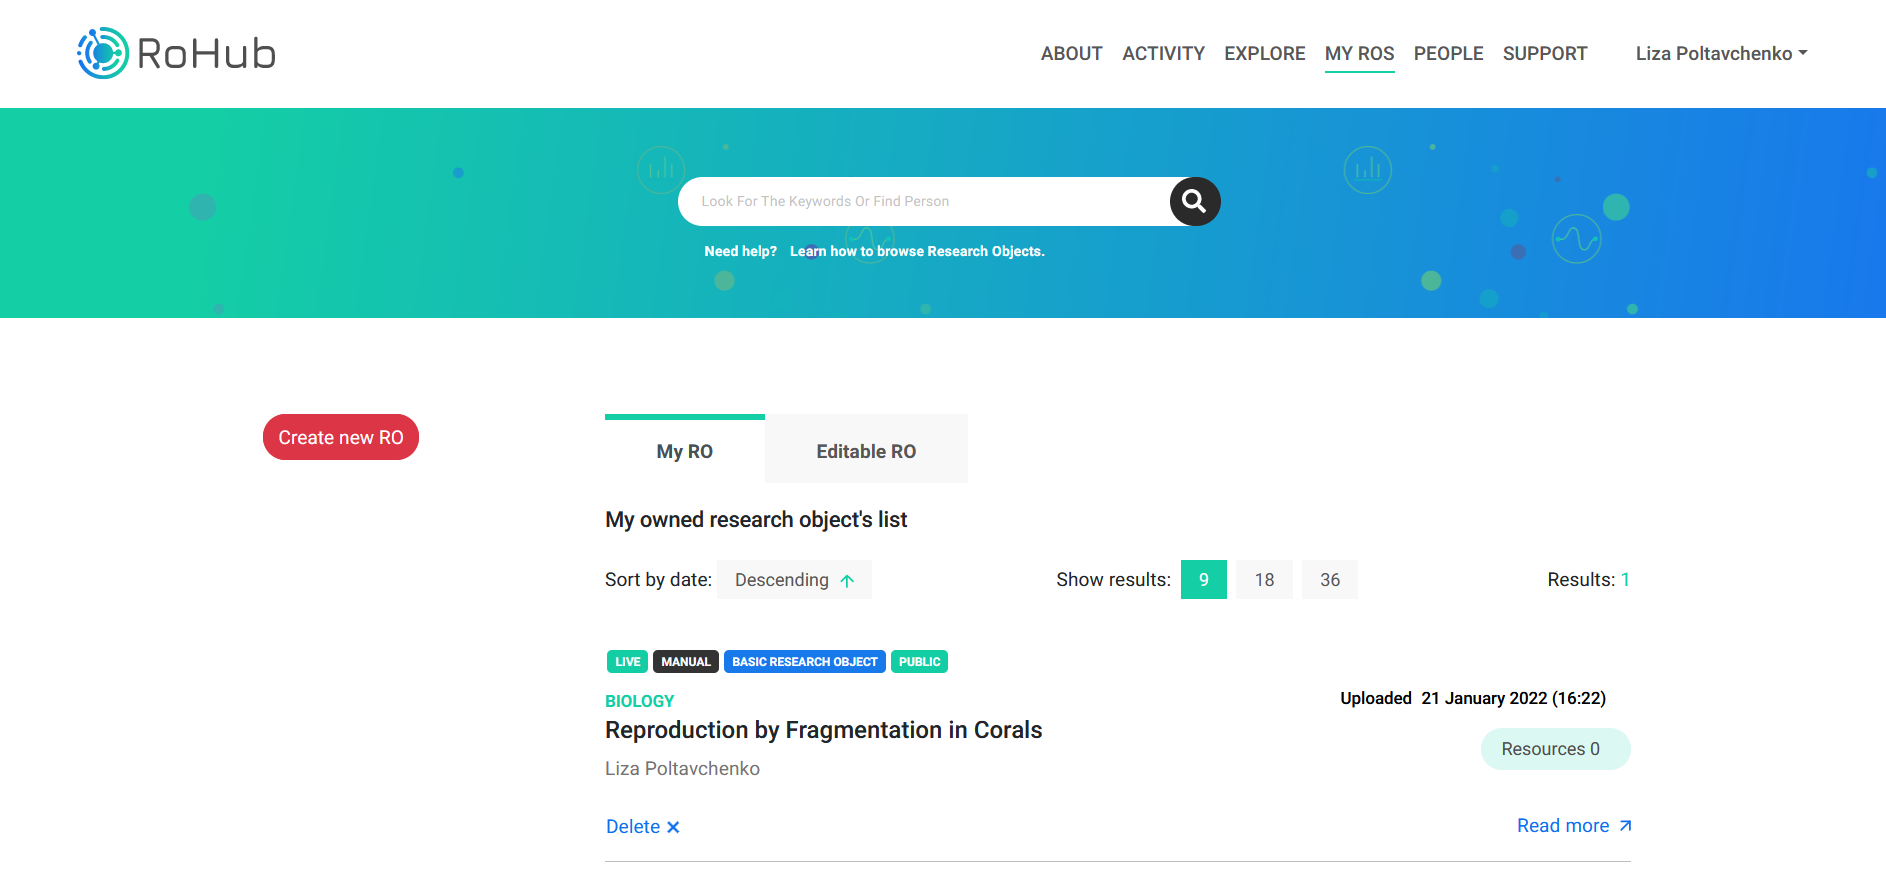 RoHub
ABOUT ACTIVITY EXPLORE MY ROS PEOPLE SUPPORT Liza Poltavchenko
Look For The Keywords Or Find Person
Need help? Learn how to browse Research Objects.
Create new RO
My RO Editable RO
My owned research object's list
Sort by date: Descending Show results: 9 18 36 Results: 1
LIVE MANUAL BASIC RESEARCH OBJECT PUBLIC
BIOLOGY
Uploaded 21 January 2022 (16:22)
Reproduction by Fragmentation in Corals
Resources 0
Liza Poltavchenko
Delete Read more